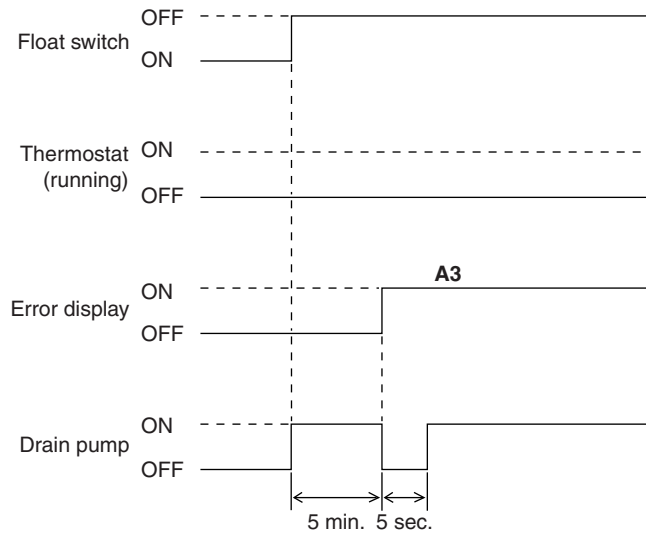 OFF
Float switch
ON
Thermostat ON
(running)
OFF
A3
ON
Error display
OFF
ON
Drain pump
OFF
5 min. 5 sec.